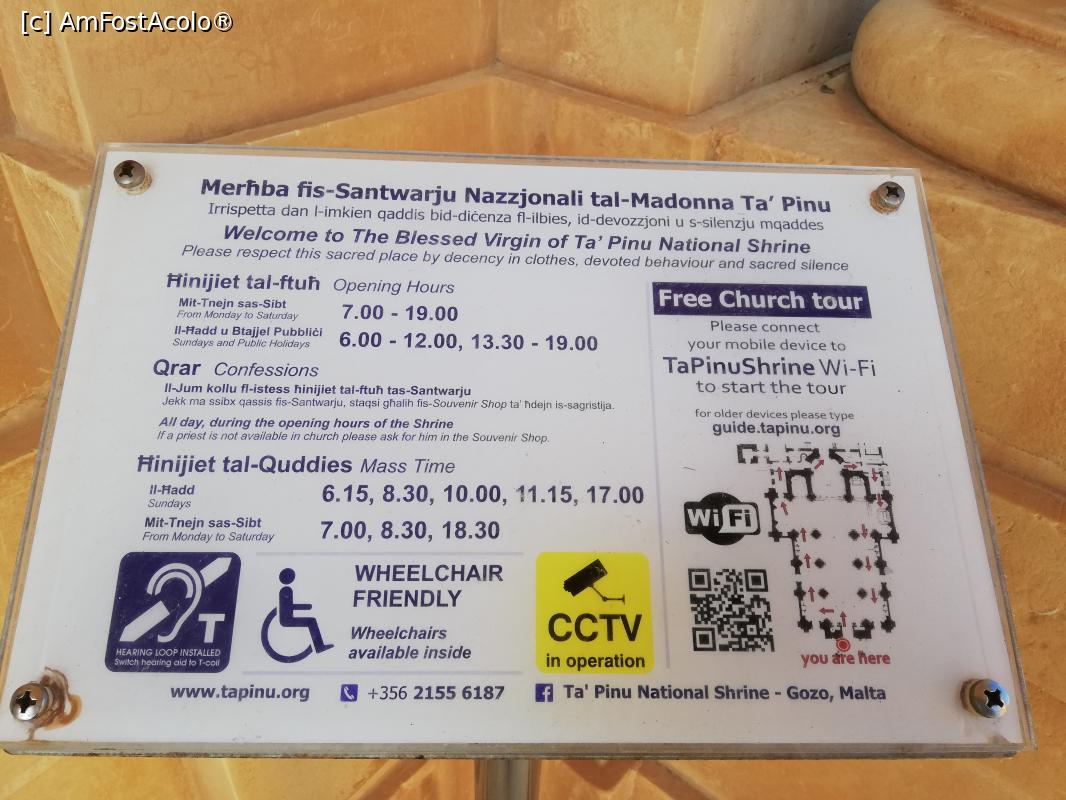 [c] AmFostAcolo®
Merħba fis-Santwarju Nazzjonali tal-Madonna Ta' Pinu
Irrispetta dan l-imkien qaddis bid-diċenza fl-ilbies, id-devozzjoni u s-silenzju mqaddes
Welcome to The Blessed Virgin of Ta' Pinu National Shrine
Please respect this sacred place by decency in clothes, devoted behaviour and sacred silence
Ħinijiet tal-ftuħ Opening Hours
Mit-Tnejn sas-Sibt
From Monday to Saturday
7.00 - 19.00
Il-Ħadd u Btajjel Pubbliċi
Sundays and Public Holidays
6.00 - 12.00, 13.30 - 19.00
Qrar Confessions
Il-Jum kollu fl-istess ħinijiet tal-ftuħ tas-Santwarju
Jekk ma ssibx qassis fis-Santwarju, staqsi għalih fis-Souvenir Shop ta' ħdejn is-sagristija.
All day, during the opening hours of the Shrine
If a priest is not available in church please ask for him in the Souvenir Shop.
Ħinijiet tal-Quddies Mass Time
Il-Ħadd
Sundays
6.15, 8.30, 10.00, 11.15, 17.00
Mit-Tnejn sas-Sibt
From Monday to Saturday
7.00, 8.30, 18.30
Free Church tour
Please connect
your mobile device to
TaPinuShrine Wi-Fi
to start the tour
for older devices please type
guide.tapinu.org
Wi Fi
you are here
T
HEARING LOOP INSTALLED
Switch hearing aid to T-coil
WHEELCHAIR
FRIENDLY
Wheelchairs
available inside
CCTV
in operation
www.tapinu.org
+356 2155 6187
f Ta' Pinu National Shrine - Gozo, Malta